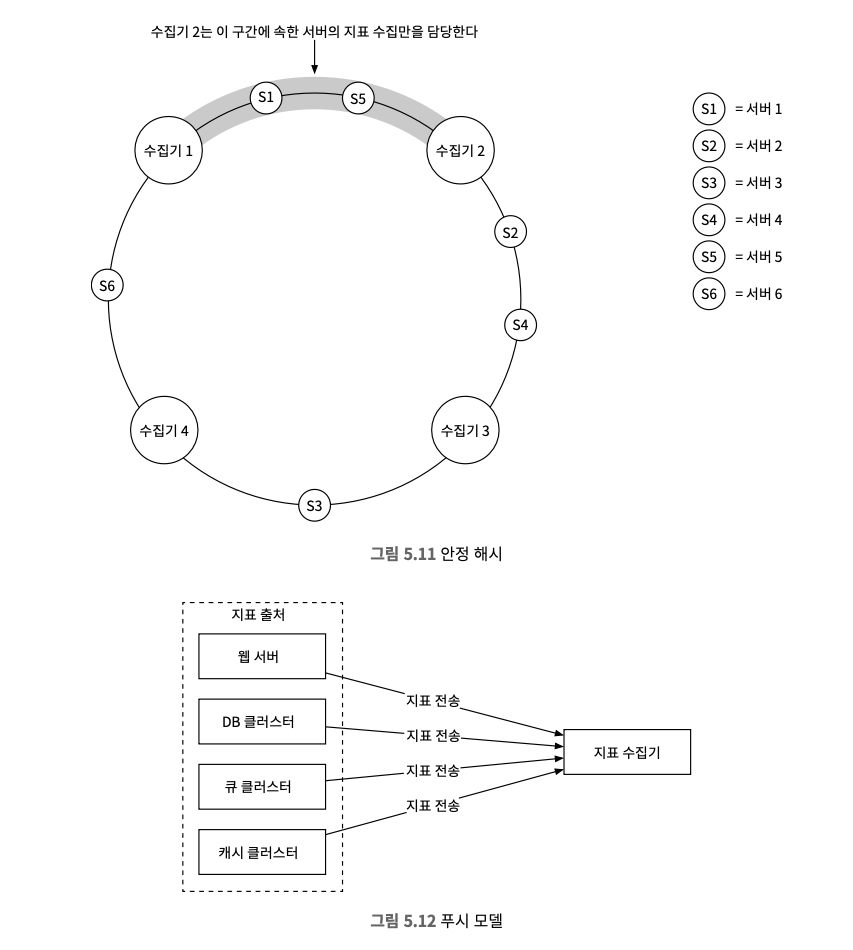 수집기 2는 이 구간에 속한 서버의 지표 수집만을 담당한다
S1
S5
수집기 1
수집기 2
S2
S6
S4
수집기 4
수집기 3
S3
S1 = 서버 1
S2 = 서버 2
S3 = 서버 3
S4 = 서버 4
S5 = 서버 5
S6 = 서버 6
그림 5.11 안정 해시
지표 출처
웹 서버
DB 클러스터
큐 클러스터
캐시 클러스터
지표 전송
지표 전송
지표 전송
지표 전송
지표 수집기
그림 5.12 푸시 모델